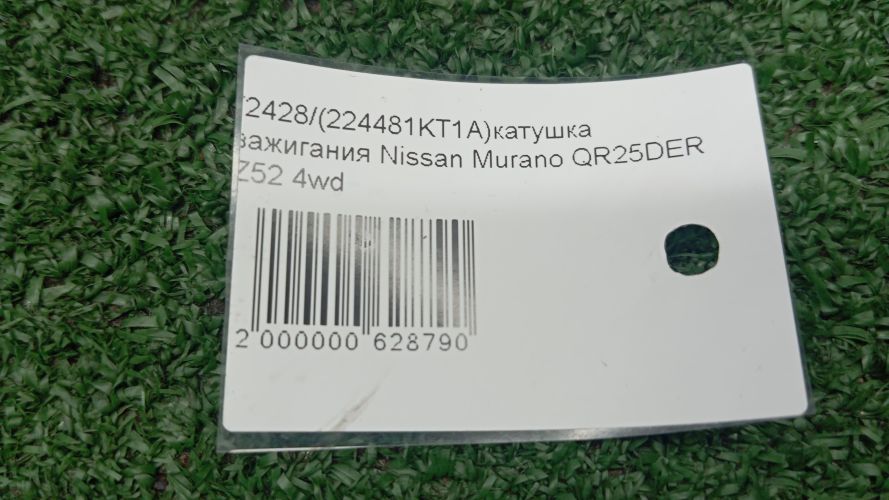 2428/(224481KT1A)катушка
зажигания Nissan Murano QR25DER
Z52 4wd
2 000000 628790